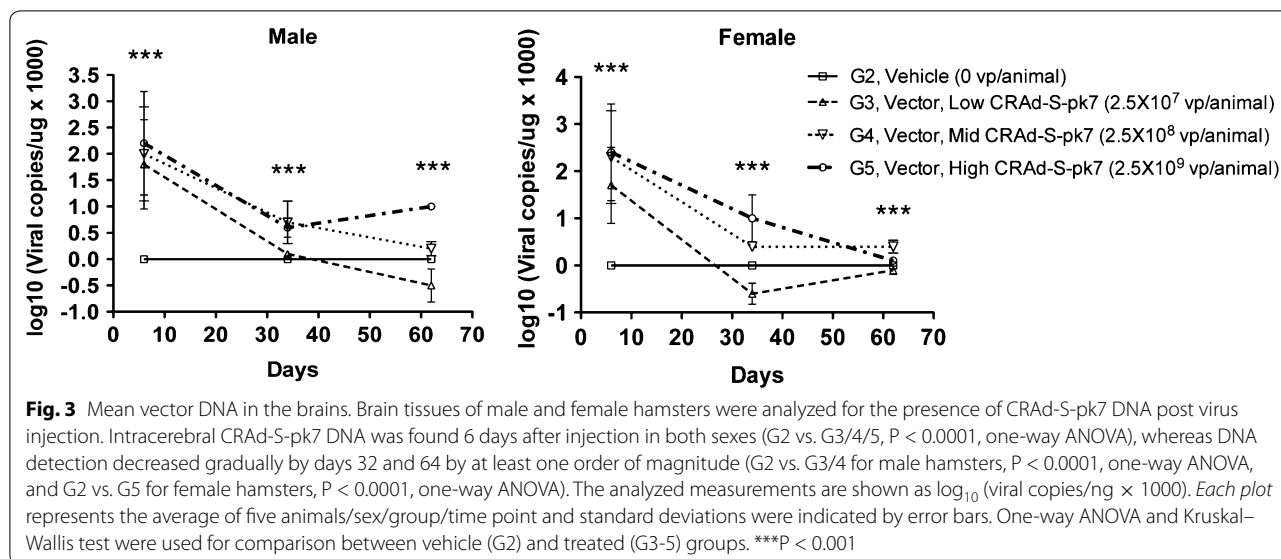 Male
log10 (Viral copies/ug x 1000)
3.5
3.0
2.5
2.0
1.5
1.0
0.5
0.0
-0.5
-1.0
***
***
***
0 10 20 30 40 50 60 70
Days
Female
log10 (Viral copies/ug x 1000)
4
3
2
1
0
-1
***
***
***
0 10 20 30 40 50 60 70
Days
G2, Vehicle (0 vp/animal)
G3, Vector, Low CRAd-S-pk7 (2.5X10⁷ vp/animal)
G4, Vector, Mid CRAd-S-pk7 (2.5X10⁸ vp/animal)
G5, Vector, High CRAd-S-pk7 (2.5X10⁹ vp/animal)
Fig. 3 Mean vector DNA in the brains. Brain tissues of male and female hamsters were analyzed for the presence of CRAd-S-pk7 DNA post virus
injection. Intracerebral CRAd-S-pk7 DNA was found 6 days after injection in both sexes (G2 vs. G3/4/5, P < 0.0001, one-way ANOVA), whereas DNA
detection decreased gradually by days 32 and 64 by at least one order of magnitude (G2 vs. G3/4 for male hamsters, P < 0.0001, one-way ANOVA,
and G2 vs. G5 for female hamsters, P < 0.0001, one-way ANOVA). The analyzed measurements are shown as log₁₀ (viral copies/ng × 1000). Each plot
represents the average of five animals/sex/group/time point and standard deviations were indicated by error bars. One-way ANOVA and Kruskal–
Wallis test were used for comparison between vehicle (G2) and treated (G3-5) groups. ***P < 0.001